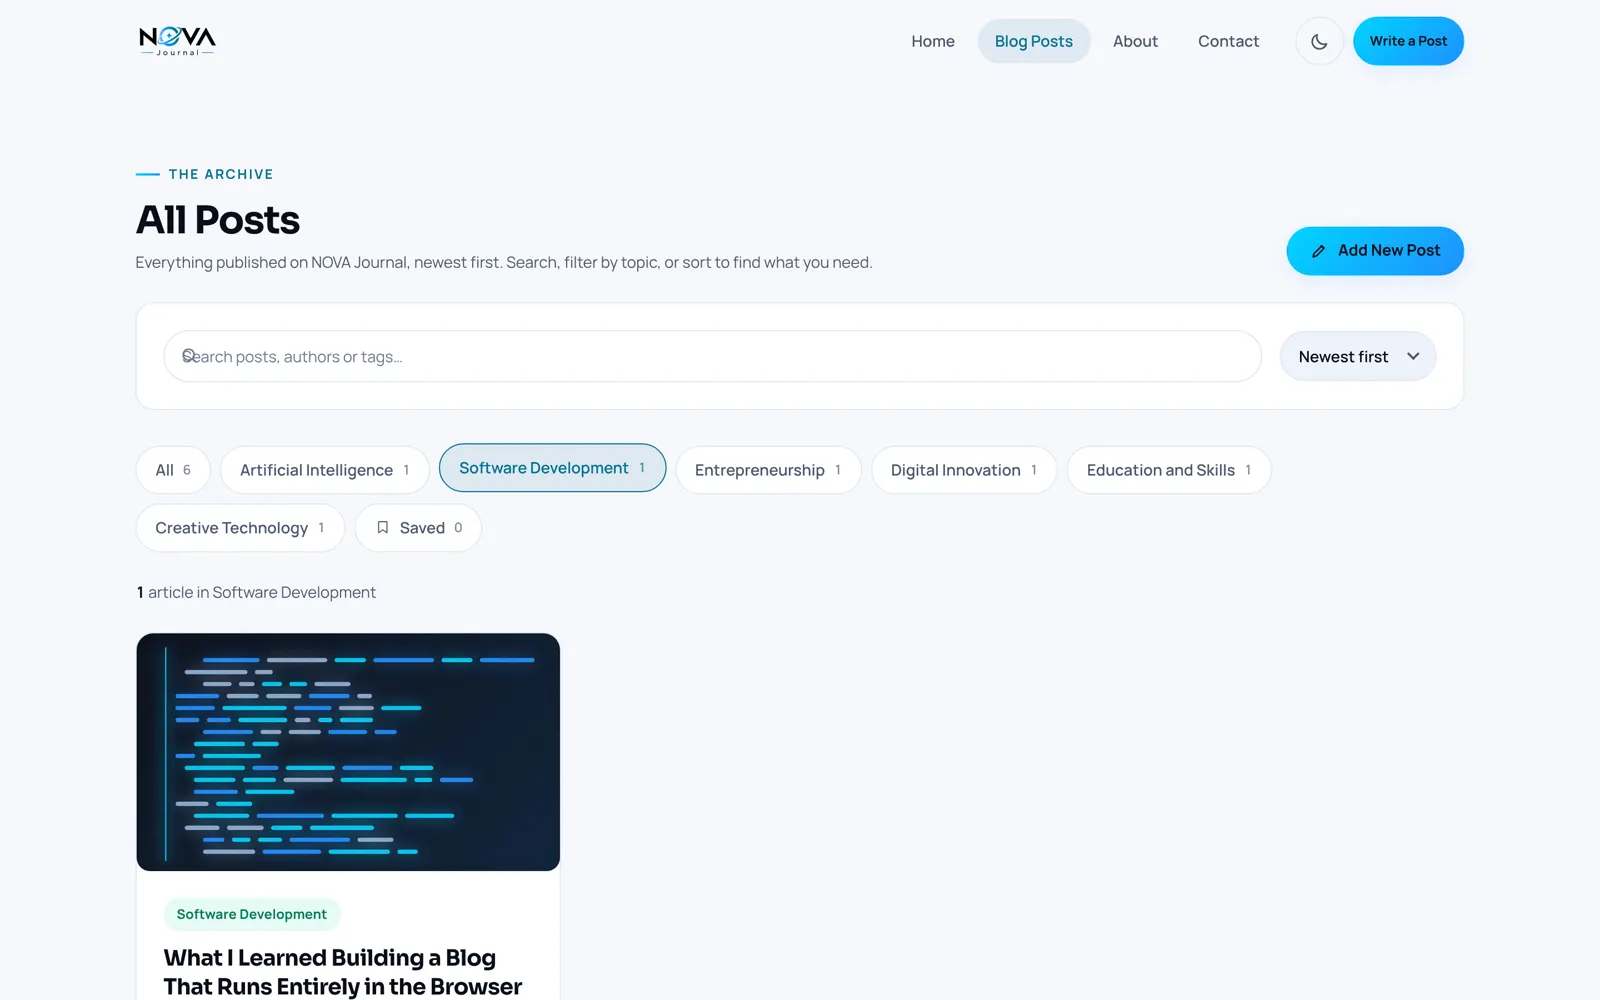 NOVA
Journal
Home
Blog Posts
About
Contact
Write a Post
THE ARCHIVE
All Posts
Everything published on NOVA Journal, newest first. Search, filter by topic, or sort to find what you need.
Add New Post
Search posts, authors or tags...
Newest first
All 6
Artificial Intelligence 1
Software Development 1
Entrepreneurship 1
Digital Innovation 1
Education and Skills 1
Creative Technology 1
Saved 0
1 article in Software Development
Software Development
What I Learned Building a Blog
That Runs Entirely in the Browser